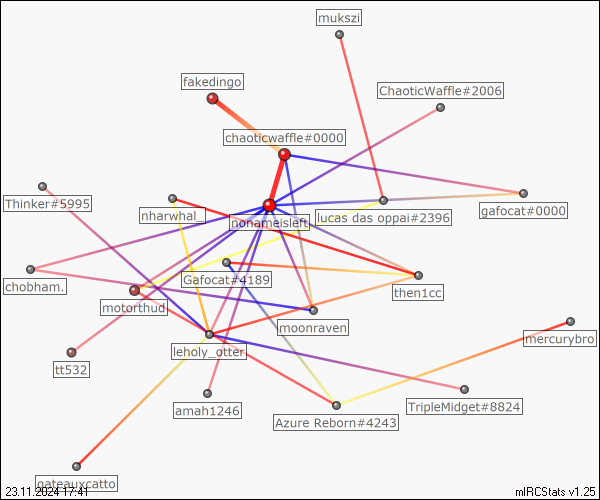 mukszi
fakedingo
ChaoticWaffle#2006
chaoticwaffle#0000
Thinker#5995
nharwhal_
nonameisleft
lucas das oppai#2396
gafocat#0000
chobham.
Gafocat#4189
motorthud
then1cc
moonraven
mercurybro
leholy_otter
tt532
amah1246
TripleMidget#8824
Azure Reborn#4243
gateauxcatto
23.11.2024 17:41
mIRCStats v1.25